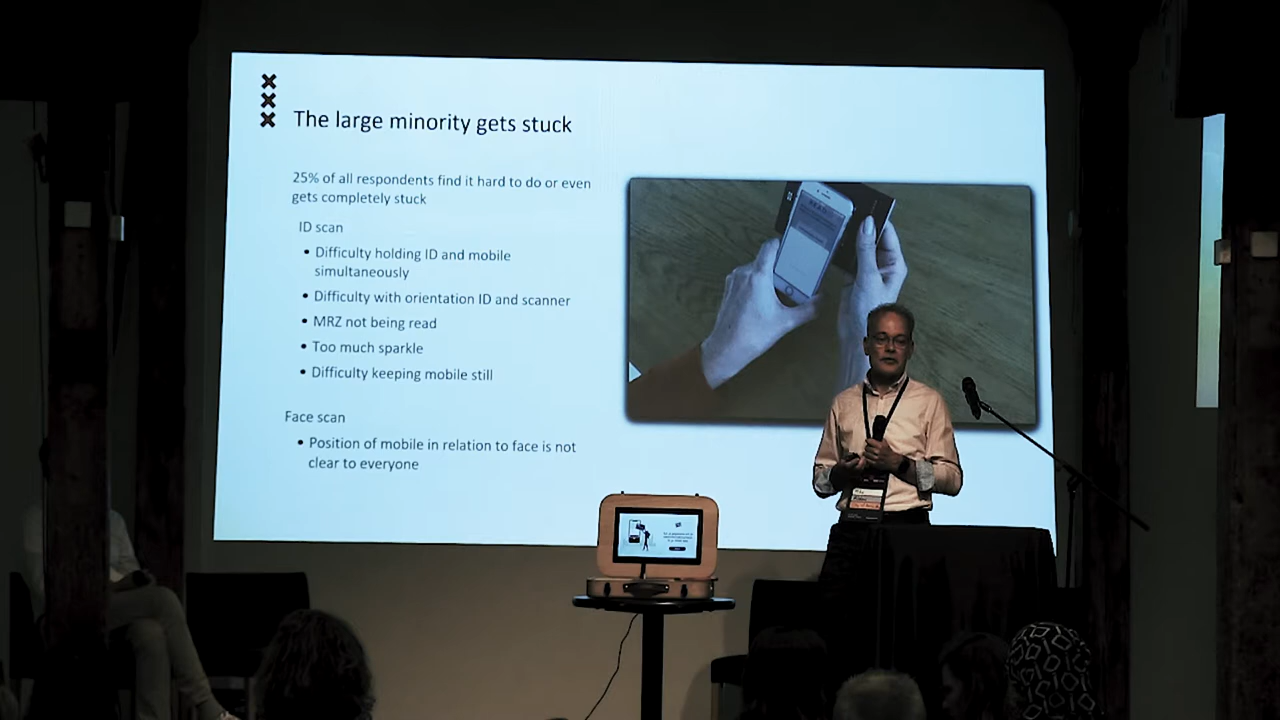 The large minority gets stuck
25% of all respondents find it hard to do or even
gets completely stuck
ID scan
• Difficulty holding ID and mobile
simultaneously
• Difficulty with orientation ID and scanner
• MRZ not being read
• Too much sparkle
• Difficulty keeping mobile still
Face scan
• Position of mobile in relation to face is not
clear to everyone